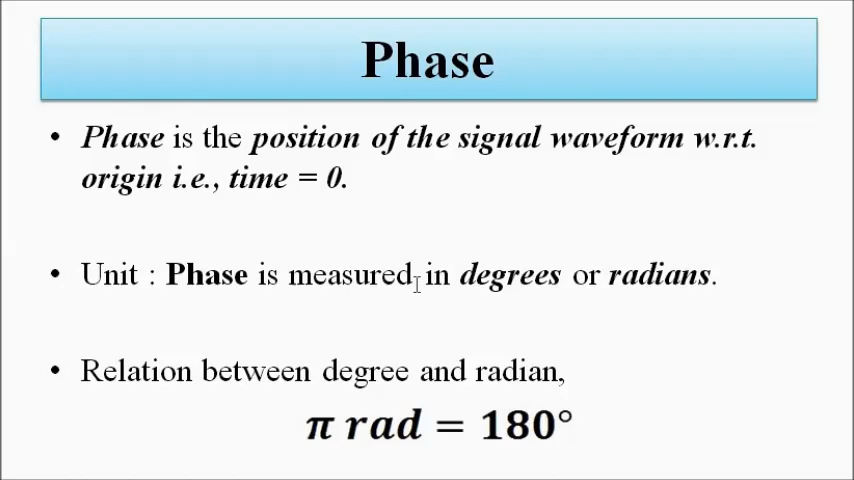 Phase
• Phase is the position of the signal waveform w.r.t.
origin i.e., time = 0.
• Unit : Phase is measured in degrees or radians.
• Relation between degree and radian,
π rad = 180°